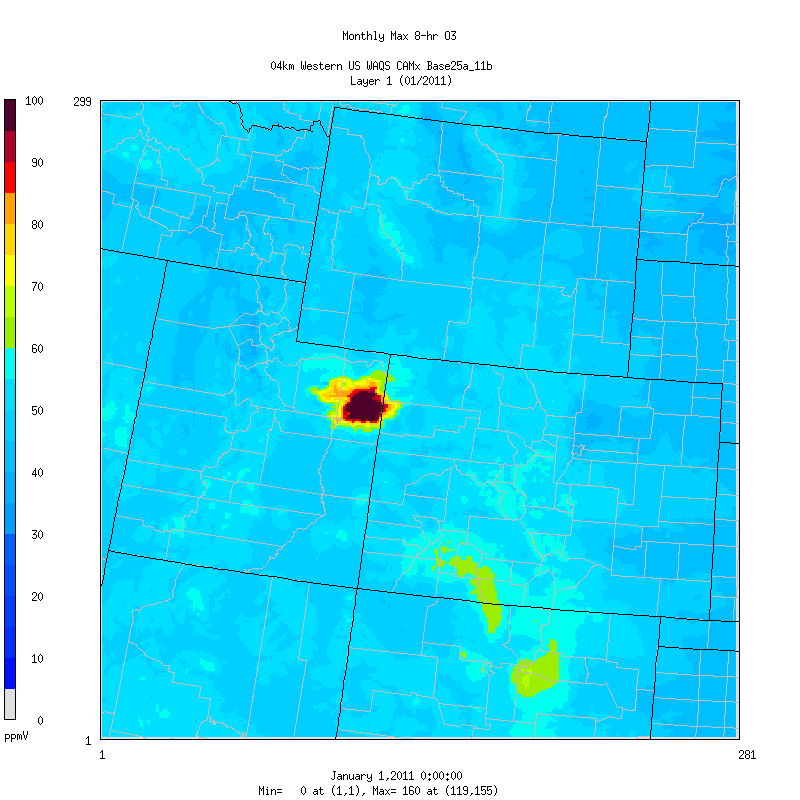 Monthly Max 8-hr O3
04km Western US WAQS CAMx Base25a_11b
Layer 1 (01/2011)
299
100
90
80
70
60
50
40
30
20
10
0
ppmV
1
1
281
January 1,2011 0:00:00
Min= 0 at (1,1), Max= 160 at (119,155)